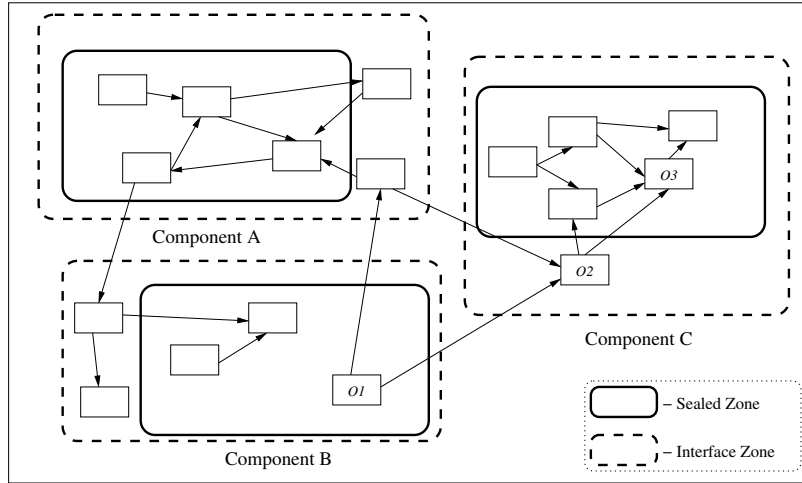 Component A
O3
O2
Component C
O1
Component B
– Sealed Zone
– Interface Zone